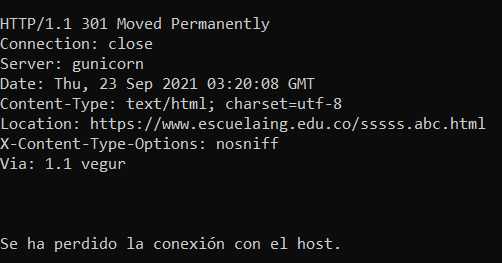 HTTP/1.1 301 Moved Permanently
Connection: close
Server: gunicorn
Date: Thu, 23 Sep 2021 03:20:08 GMT
Content-Type: text/html; charset=utf-8
Location: https://www.escuelaing.edu.co/sssss.abc.html
X-Content-Type-Options: nosniff
Via: 1.1 vegur
Se ha perdido la conexión con el host.